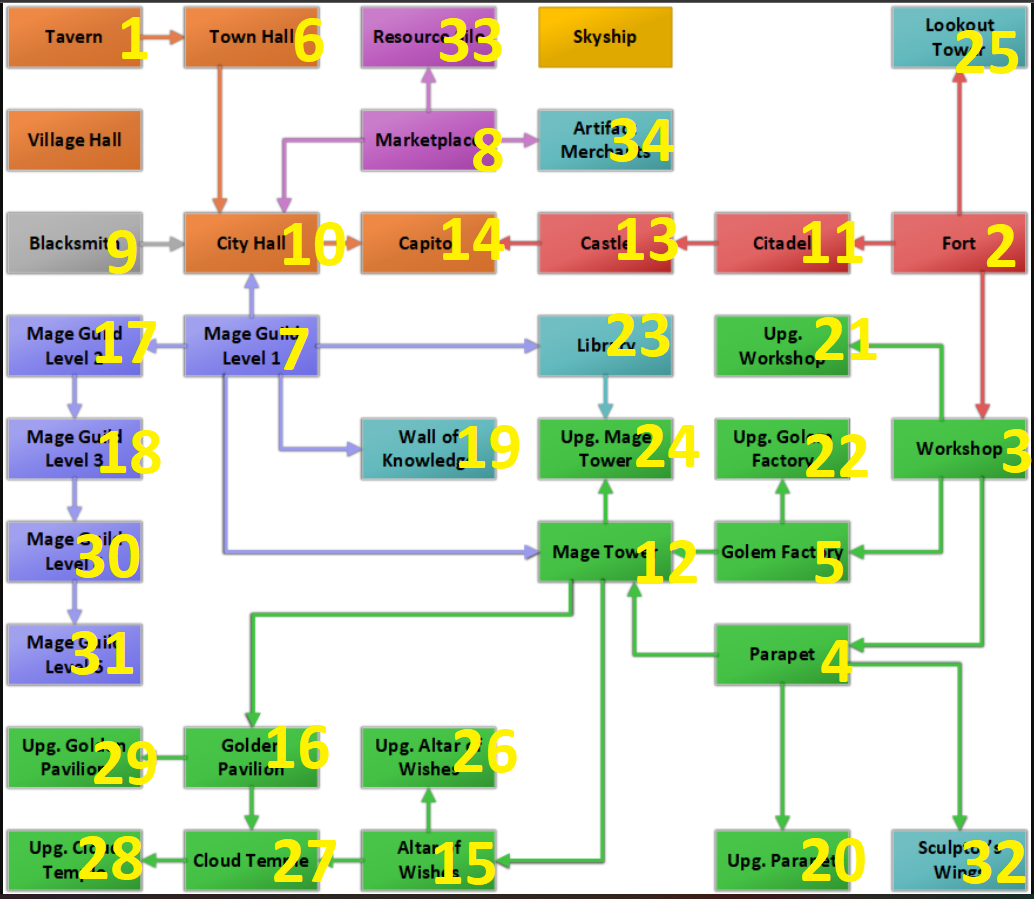 Tavern 1
Town Hall 6
Resource Silo 33
Skyship
Lookout
Tower 25
Village Hall
Marketplace 8
Artifact
Merchants 34
Blacksmith 9
City Hall 10
Capitol 14
Castle 13
Citadel 11
Fort 2
Mage Guild
Level 2 17
Mage Guild
Level 1 7
Library 23
Upg.
Workshop 21
Mage Guild
Level 3 18
Wall of
Knowledge 19
Upg. Mage
Tower 24
Upg. Golem
Factory 22
Workshop 3
Mage Guild
Level 4 30
Mage Tower 12
Golem Factory 5
Mage Guild
Level 5 31
Parapet 4
Upg. Golden
Pavilion 29
Golden
Pavilion 16
Upg. Altar of
Wishes 26
Upg. Cloud
Temple 28
Cloud Temple 27
Altar of
Wishes 15
Upg. Parapet 20
Sculptor's
Wings 32